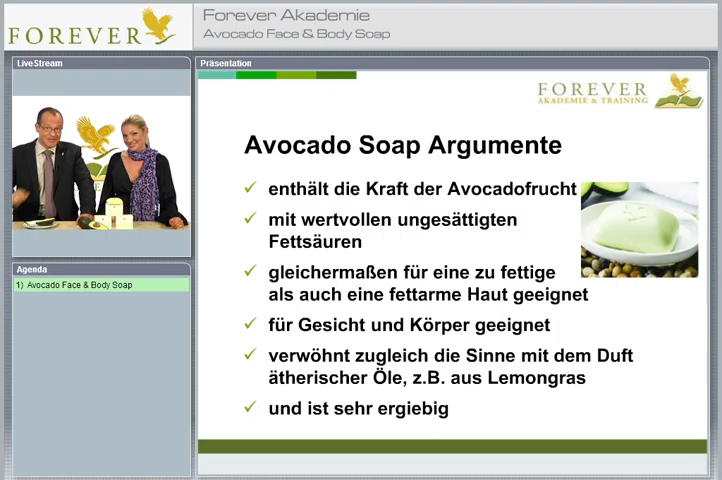 FOREVER
Forever Akademie
Avocado Face & Body Soap
LiveStream
Agenda
1) Avocado Face & Body Soap
Präsentation
FOREVER
AKADEMIE & TRAINING
Avocado Soap Argumente
enthält die Kraft der Avocadofrucht
mit wertvollen ungesättigten
Fettsäuren
gleichermaßen für eine zu fettige
als auch eine fettarme Haut geeignet
für Gesicht und Körper geeignet
verwöhnt zugleich die Sinne mit dem Duft
ätherischer Öle, z.B. aus Lemongras
und ist sehr ergiebig